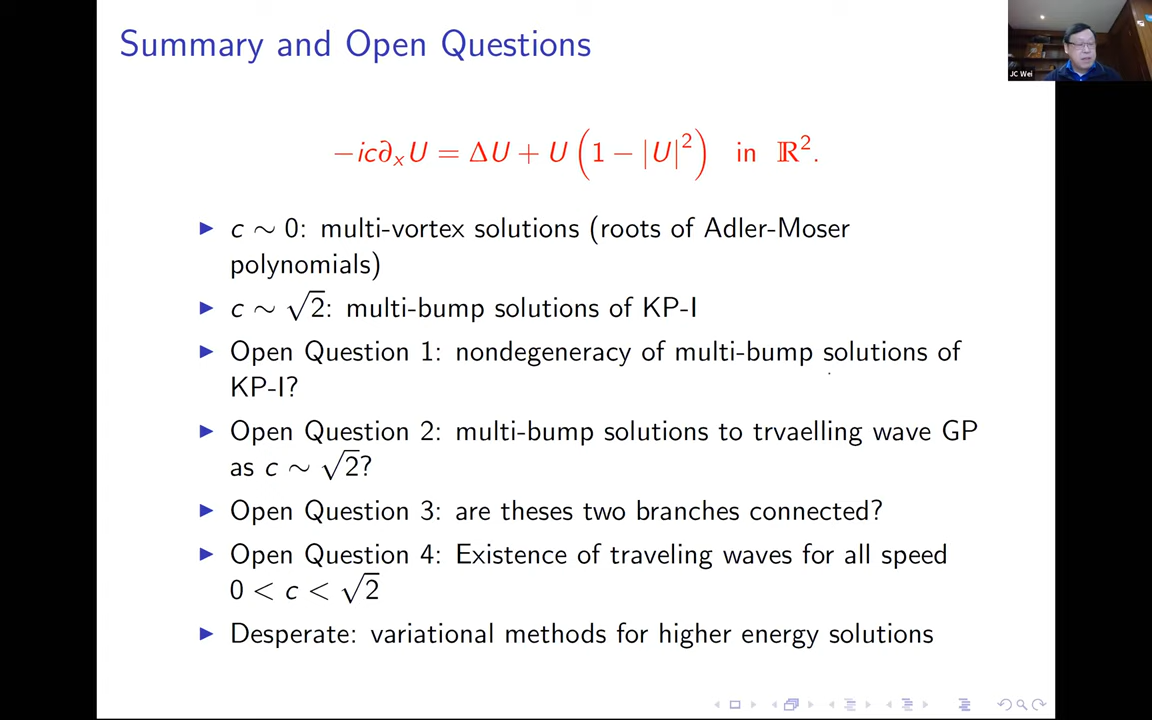 Summary and Open Questions
JC Wei
−ic∂ₓU = ΔU + U(1 − |U|²) in ℝ².
▶ c ∼ 0: multi-vortex solutions (roots of Adler-Moser
polynomials)
▶ c ∼ √2: multi-bump solutions of KP-I
▶ Open Question 1: nondegeneracy of multi-bump solutions of
KP-I?
▶ Open Question 2: multi-bump solutions to trvaelling wave GP
as c ∼ √2?
▶ Open Question 3: are theses two branches connected?
▶ Open Question 4: Existence of traveling waves for all speed
0 < c < √2
▶ Desperate: variational methods for higher energy solutions